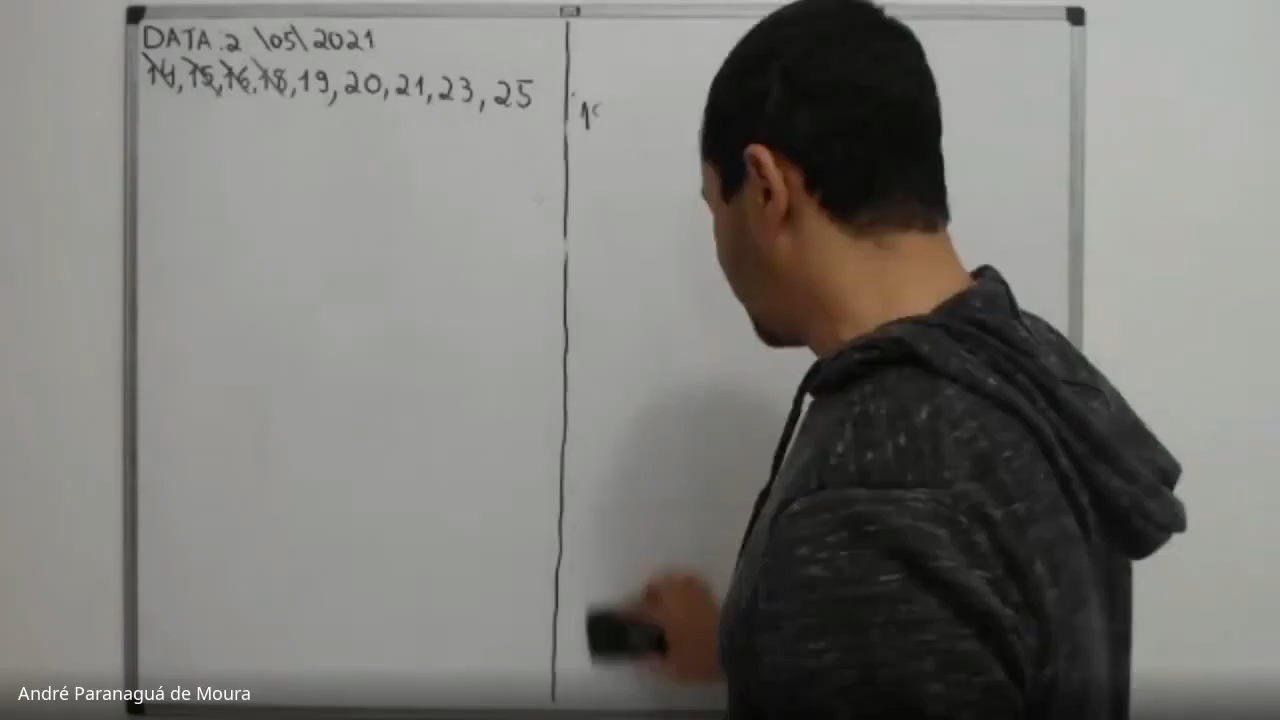 DATA: 2 \05\ 2021
14, 15, 16, 18, 19, 20, 21, 23, 25
André Paranaguá de Moura